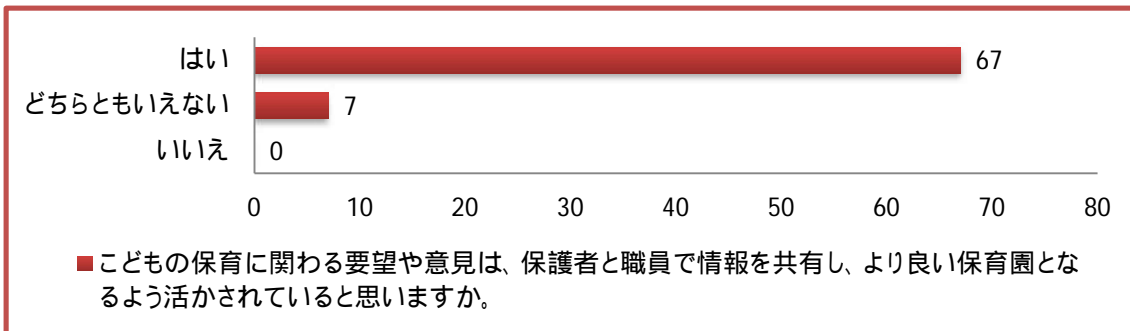 はい 67
どちらともいえない 7
いいえ 0
0 10 20 30 40 50 60 70 80
こどもの保育に関わる要望や意見は、保護者と職員で情報を共有し、より良い保育園とな
るよう活かされていると思いますか。